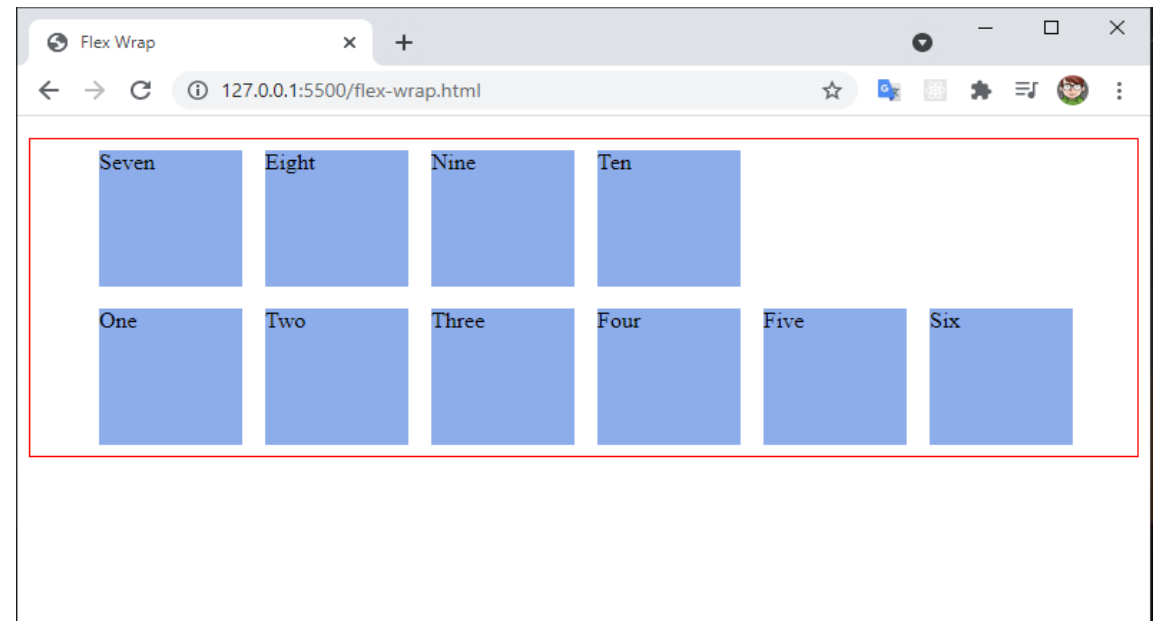 Flex Wrap
127.0.0.1:5500/flex-wrap.html
Seven Eight Nine Ten
One Two Three Four Five Six